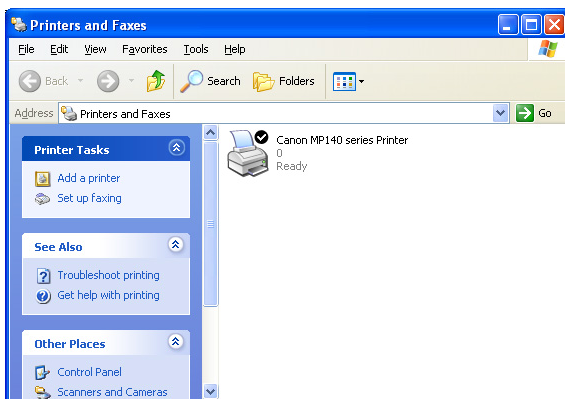 Printers and Faxes
File Edit View Favorites Tools Help
Back Search Folders
Address Printers and Faxes Go
Printer Tasks
Add a printer
Set up faxing
See Also
Troubleshoot printing
Get help with printing
Other Places
Control Panel
Scanners and Cameras
Canon MP140 series Printer
0
Ready